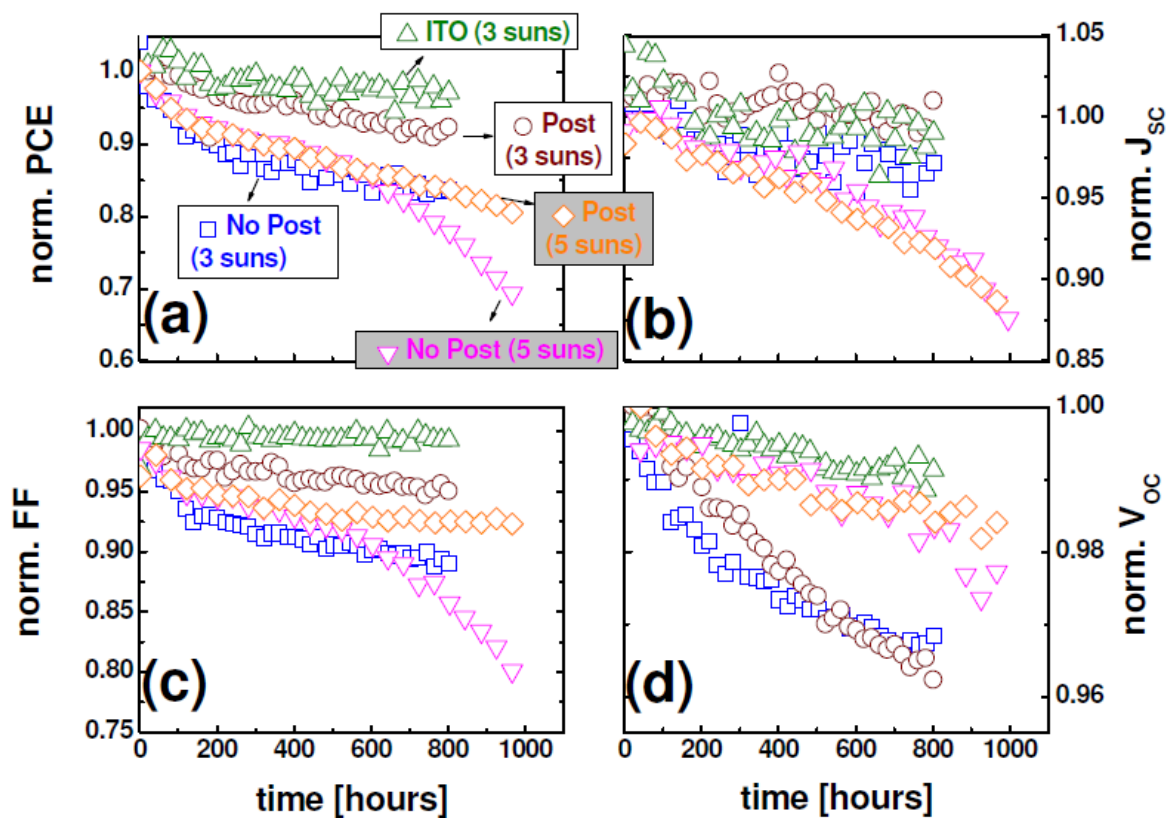 ITO (3 suns)
1.0
0.9
0.8
0.7
0.6
norm. PCE
Post
(3 suns)
No Post
(3 suns)
Post
(5 suns)
No Post (5 suns)
(a)
1.05
1.00
0.95
0.90
0.85
norm. JSC
(b)
1.00
0.95
0.90
0.85
0.80
0.75
norm. FF
(c)
0 200 400 600 800 1000
time [hours]
1.00
0.98
0.96
norm. VOC
(d)
0 200 400 600 800 1000
time [hours]